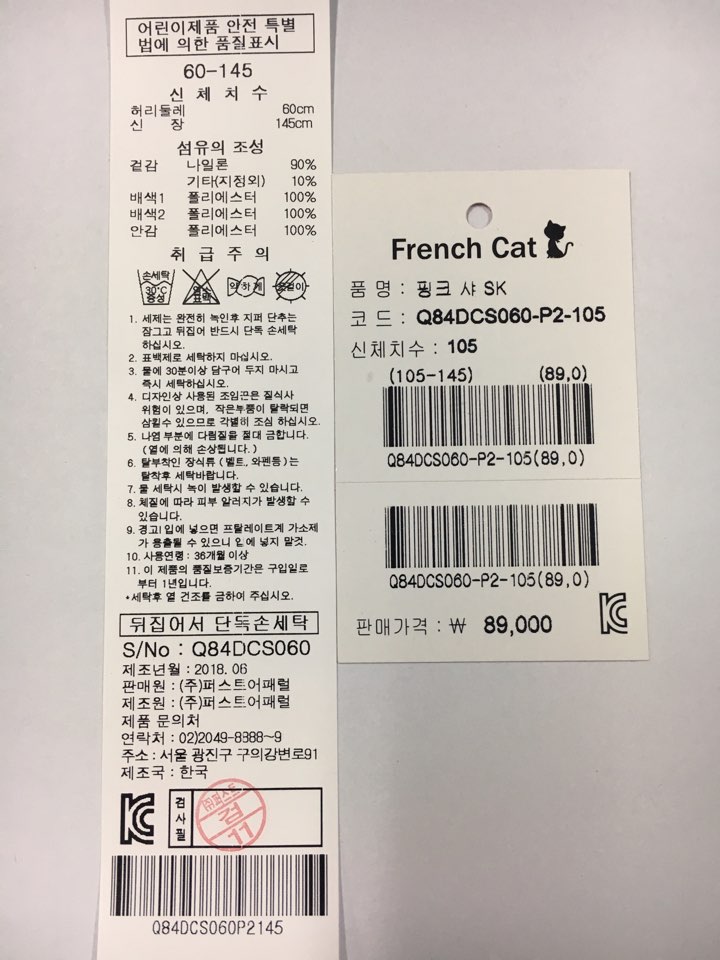 어린이제품 안전 특별
법에 의한 품질표시
60-145
신 체 치 수
허리둘레 60cm
신 장 145cm
섬유의 조성
겉감 나일론 90%
기타(지정외) 10%
배색1 폴리에스터 100%
배색2 폴리에스터 100%
안감 폴리에스터 100%
취 급 주 의
손세탁 약하게 옷걸이
30°C 염소
중성 표백
1. 세제는 완전히 녹인후 지퍼 단추는
잠그고 뒤집어 반드시 단독 손세탁
하십시오.
2. 표백제로 세탁하지 마십시오.
3. 물에 30분이상 담구어 두지 마시고
즉시 세탁하십시오.
4. 디자인상 사용된 조임끈은 질식사
위험이 있으며, 작은부품이 탈락되면
삼킬수 있으므로 각별히 조심 하십시오.
5. 나염 부분에 다림질을 절대 금합니다.
(열에 의해 손상됩니다.)
6. 탈부착인 장식류 (벨트, 와펜등)는
탈착후 세탁바랍니다.
7. 물 세탁시 녹이 발생할 수 있습니다.
8. 체질에 따라 피부 알러지가 발생할 수
있습니다.
9. 경고! 입에 넣으면 프탈레이트계 가소제
가 용출될 수 있으니 입에 넣지 말것.
10. 사용연령 : 36개월 이상
11. 이 제품의 품질보증기간은 구입일로
부터 1년입니다.
*세탁후 열 건조를 금하여 주십시오.
뒤집어서 단독손세탁
S/No : Q84DCS060
제조년월 : 2018. 06
판매원 : (주)퍼스트어패럴
제조원 : (주)퍼스트어패럴
제품 문의처
연락처 : 02)2049-8888~9
주소 : 서울 광진구 구의강변로91
제조국 : 한국
검사필
(주)퍼스트
검
11
Q84DCS060P2145
French Cat
품 명 : 핑크 샤 SK
코 드 : Q84DCS060-P2-105
신체치수 : 105
(105-145) (89,0)
Q84DCS060-P2-105(89,0)
Q84DCS060-P2-105(89,0)
판매가격 : ₩ 89,000